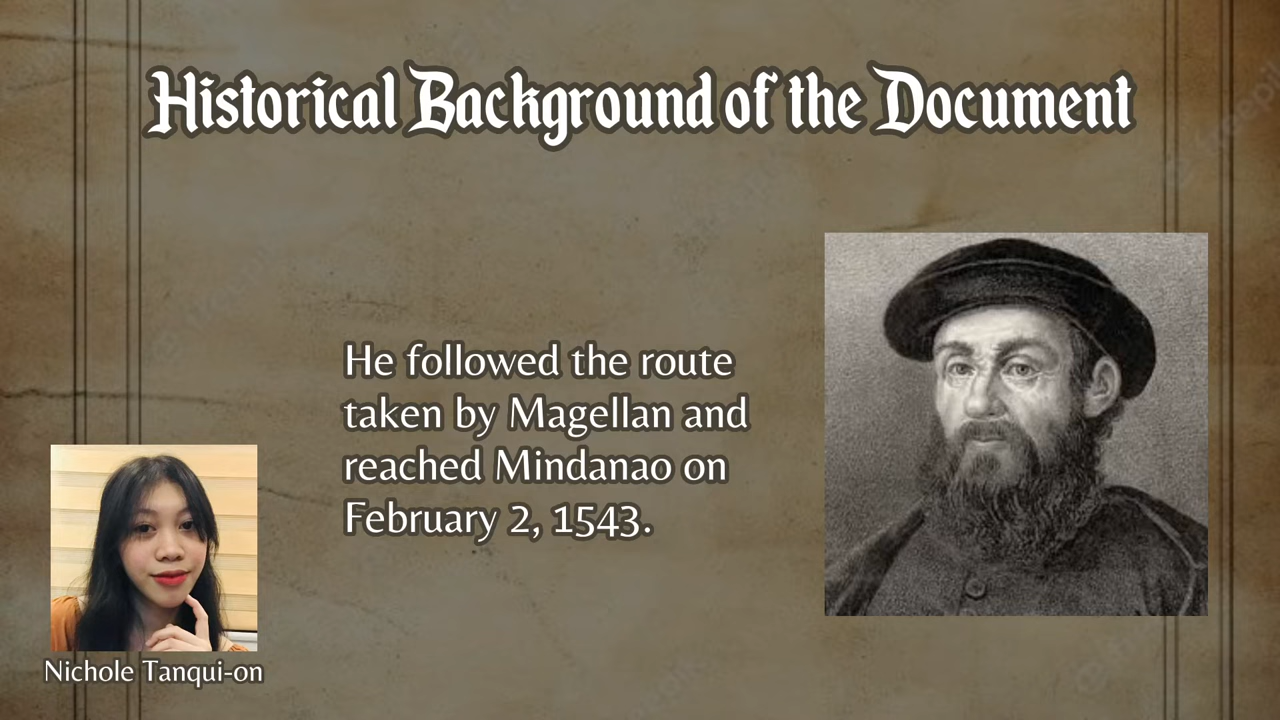 Historical Background of the Document
He followed the route
taken by Magellan and
reached Mindanao on
February 2, 1543.
Nichole Tanqui-on